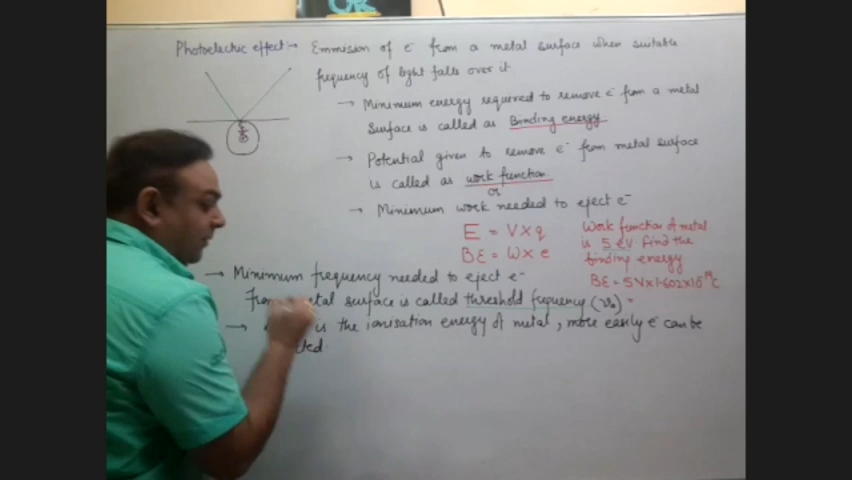 OR
Photoelectric effect:- Emmision of e⁻ from a metal surface when suitable
frequency of light falls over it
→ Minimum energy required to remove e⁻ from a metal
surface is called as Binding energy
→ Potential given to remove e⁻ from metal surface
is called as work function
or
→ Minimum work needed to eject e⁻
E = V × q
BE = W × e
Work function of metal
is 5 eV. Find the
binding energy
BE = 5V × 1.602 × 10⁻¹⁹ C
→ Minimum frequency needed to eject e⁻
from metal surface is called threshold frequency (ν₀) =
→ is the ionisation energy of metal, more easily e⁻ can be